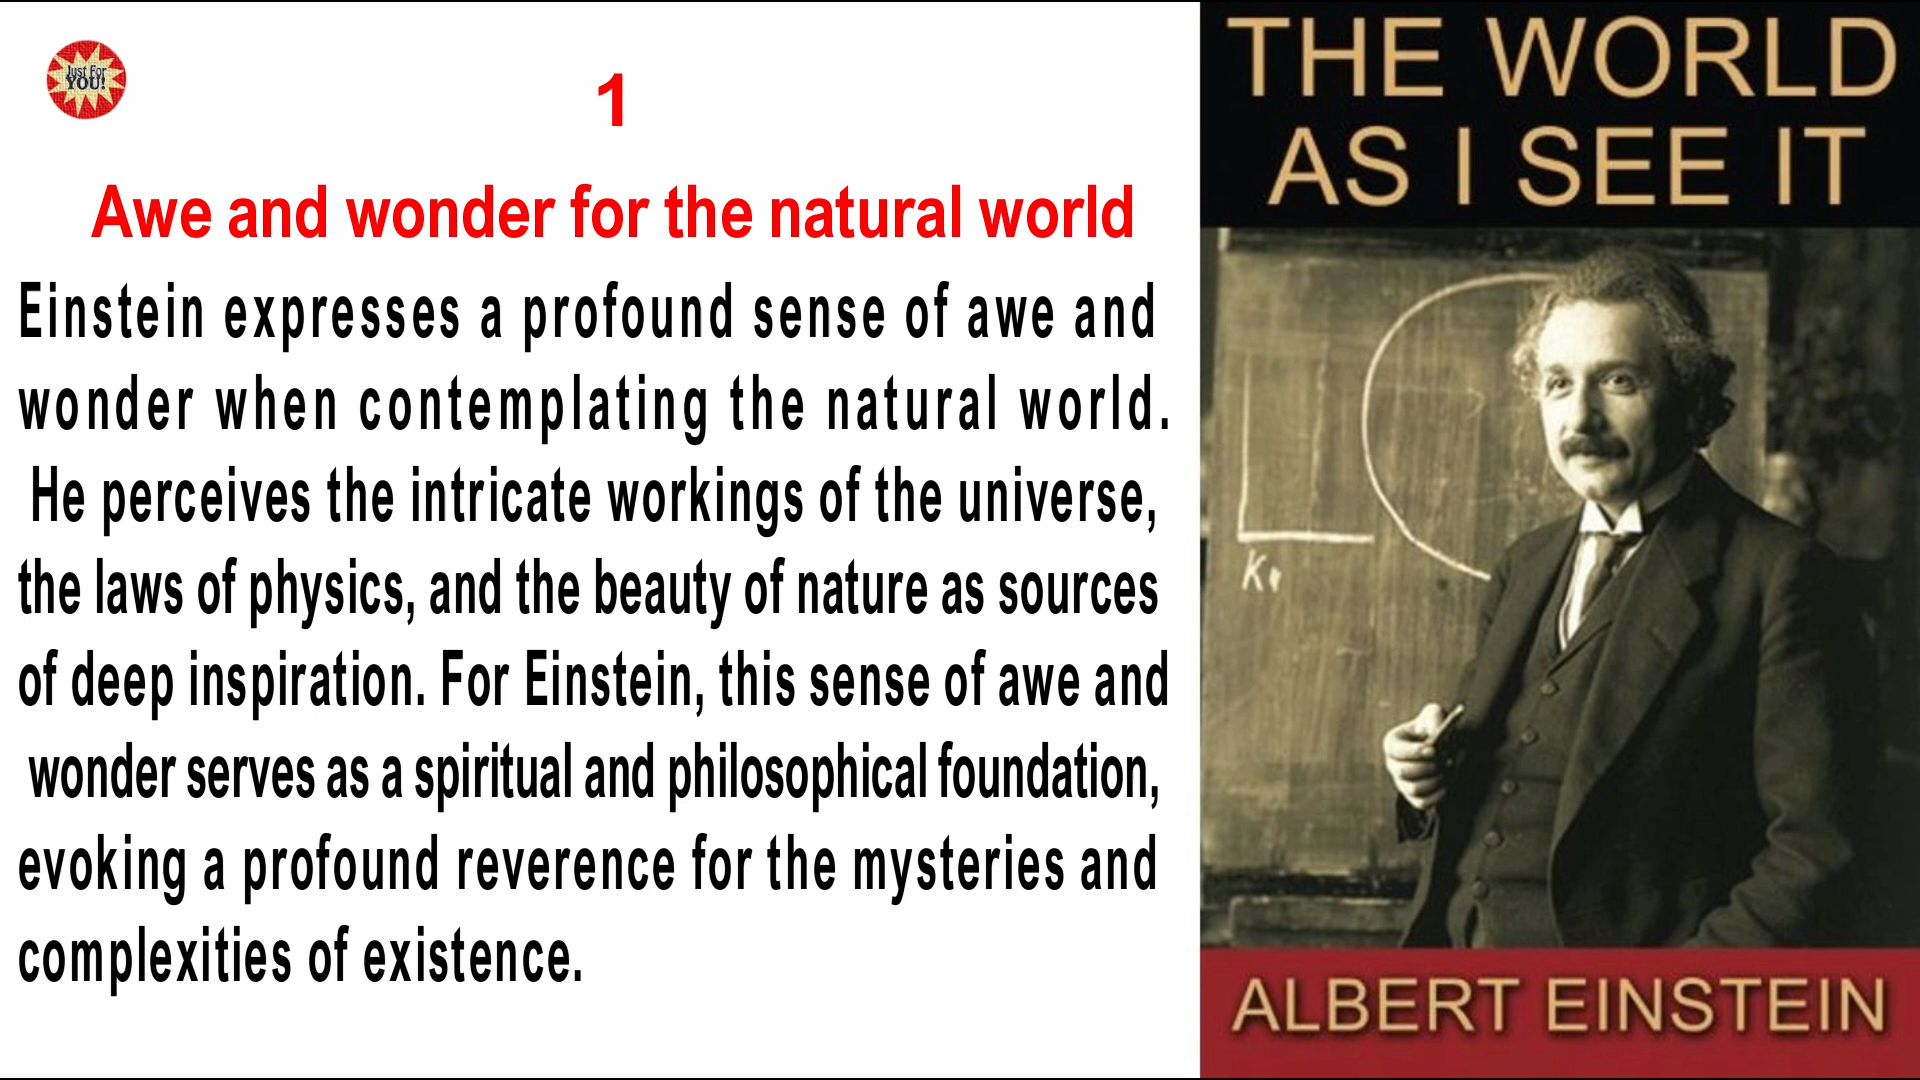 Just For
YOU!
1
Awe and wonder for the natural world
Einstein expresses a profound sense of awe and
wonder when contemplating the natural world.
He perceives the intricate workings of the universe,
the laws of physics, and the beauty of nature as sources
of deep inspiration. For Einstein, this sense of awe and
wonder serves as a spiritual and philosophical foundation,
evoking a profound reverence for the mysteries and
complexities of existence.
THE WORLD
AS I SEE IT
K1
ALBERT EINSTEIN